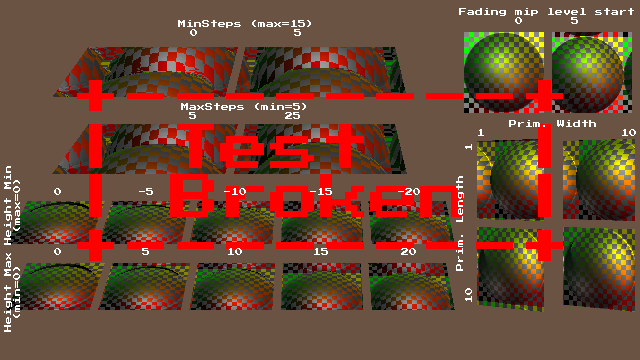 MinSteps (max=15)
0 5
Fading mip level start
0 5
MaxSteps (min=5)
5 25
Test
Broken
Prim. Width
1 10
Prim. Length
1
10
Height Min
(max=0)
0 -5 -10 -15 -20
Height Max
(min=0)
0 5 10 15 20